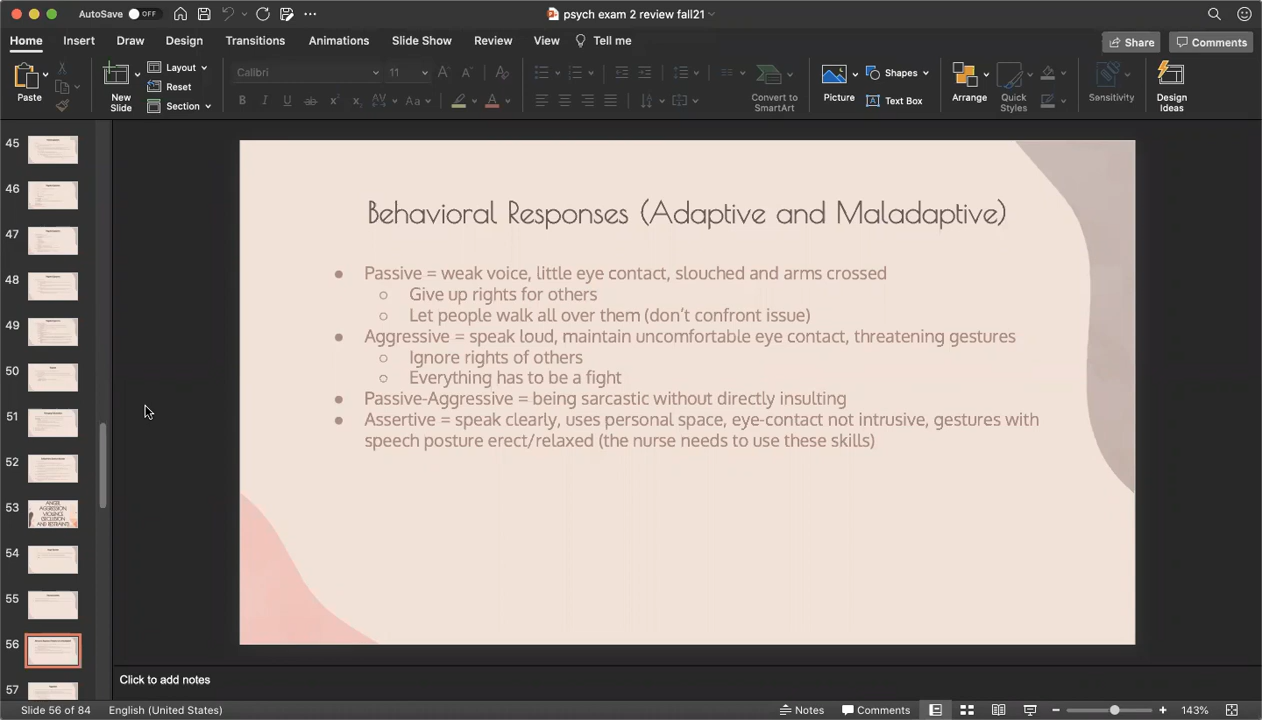 AutoSave OFF
psych exam 2 review fall21
Home Insert Draw Design Transitions Animations Slide Show Review View Tell me
Share Comments
Paste
New Slide
Layout
Reset
Section
Calibri 11
Convert to SmartArt
Picture
Shapes
Text Box
Arrange
Quick Styles
Sensitivity
Design Ideas
45
46
47
48
49
50
51
52
53
ANGER,
AGGRESSION,
VIOLENCE,
SECLUSION
AND RESTRAINTS
54
55
56
57
Behavioral Responses (Adaptive and Maladaptive)
● Passive = weak voice, little eye contact, slouched and arms crossed
○ Give up rights for others
○ Let people walk all over them (don't confront issue)
● Aggressive = speak loud, maintain uncomfortable eye contact, threatening gestures
○ Ignore rights of others
○ Everything has to be a fight
● Passive-Aggressive = being sarcastic without directly insulting
● Assertive = speak clearly, uses personal space, eye-contact not intrusive, gestures with
speech posture erect/relaxed (the nurse needs to use these skills)
Click to add notes
Slide 56 of 84 English (United States) Notes Comments 143%